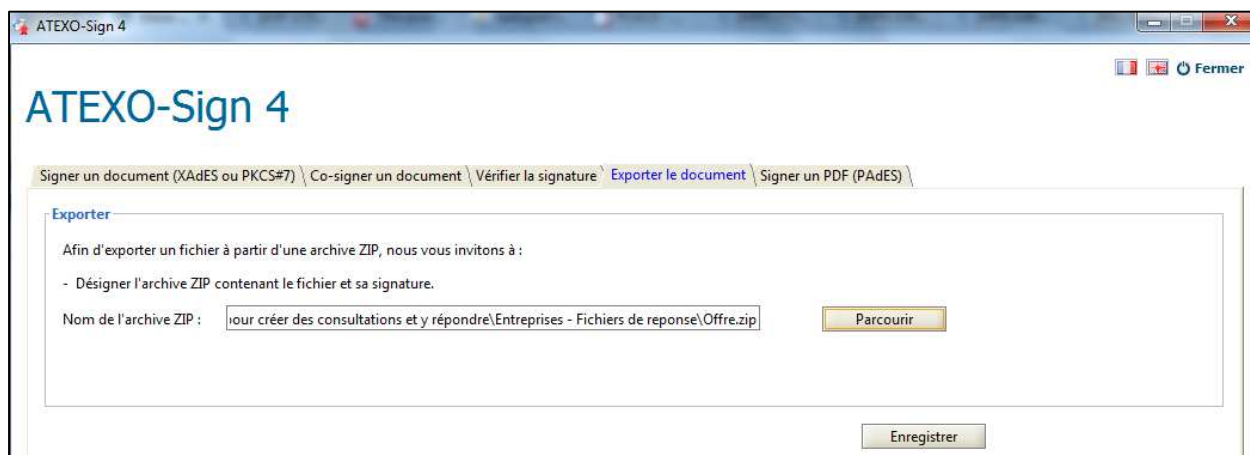 ATEXO-Sign 4
Fermer
ATEXO-Sign 4
Signer un document (XAdES ou PKCS#7) Co-signer un document Vérifier la signature Exporter le document Signer un PDF (PAdES)
Exporter
Afin d'exporter un fichier à partir d'une archive ZIP, nous vous invitons à :
- Désigner l'archive ZIP contenant le fichier et sa signature.
Nom de l'archive ZIP : our créer des consultations et y répondre\Entreprises - Fichiers de reponse\Offre.zip Parcourir
Enregistrer